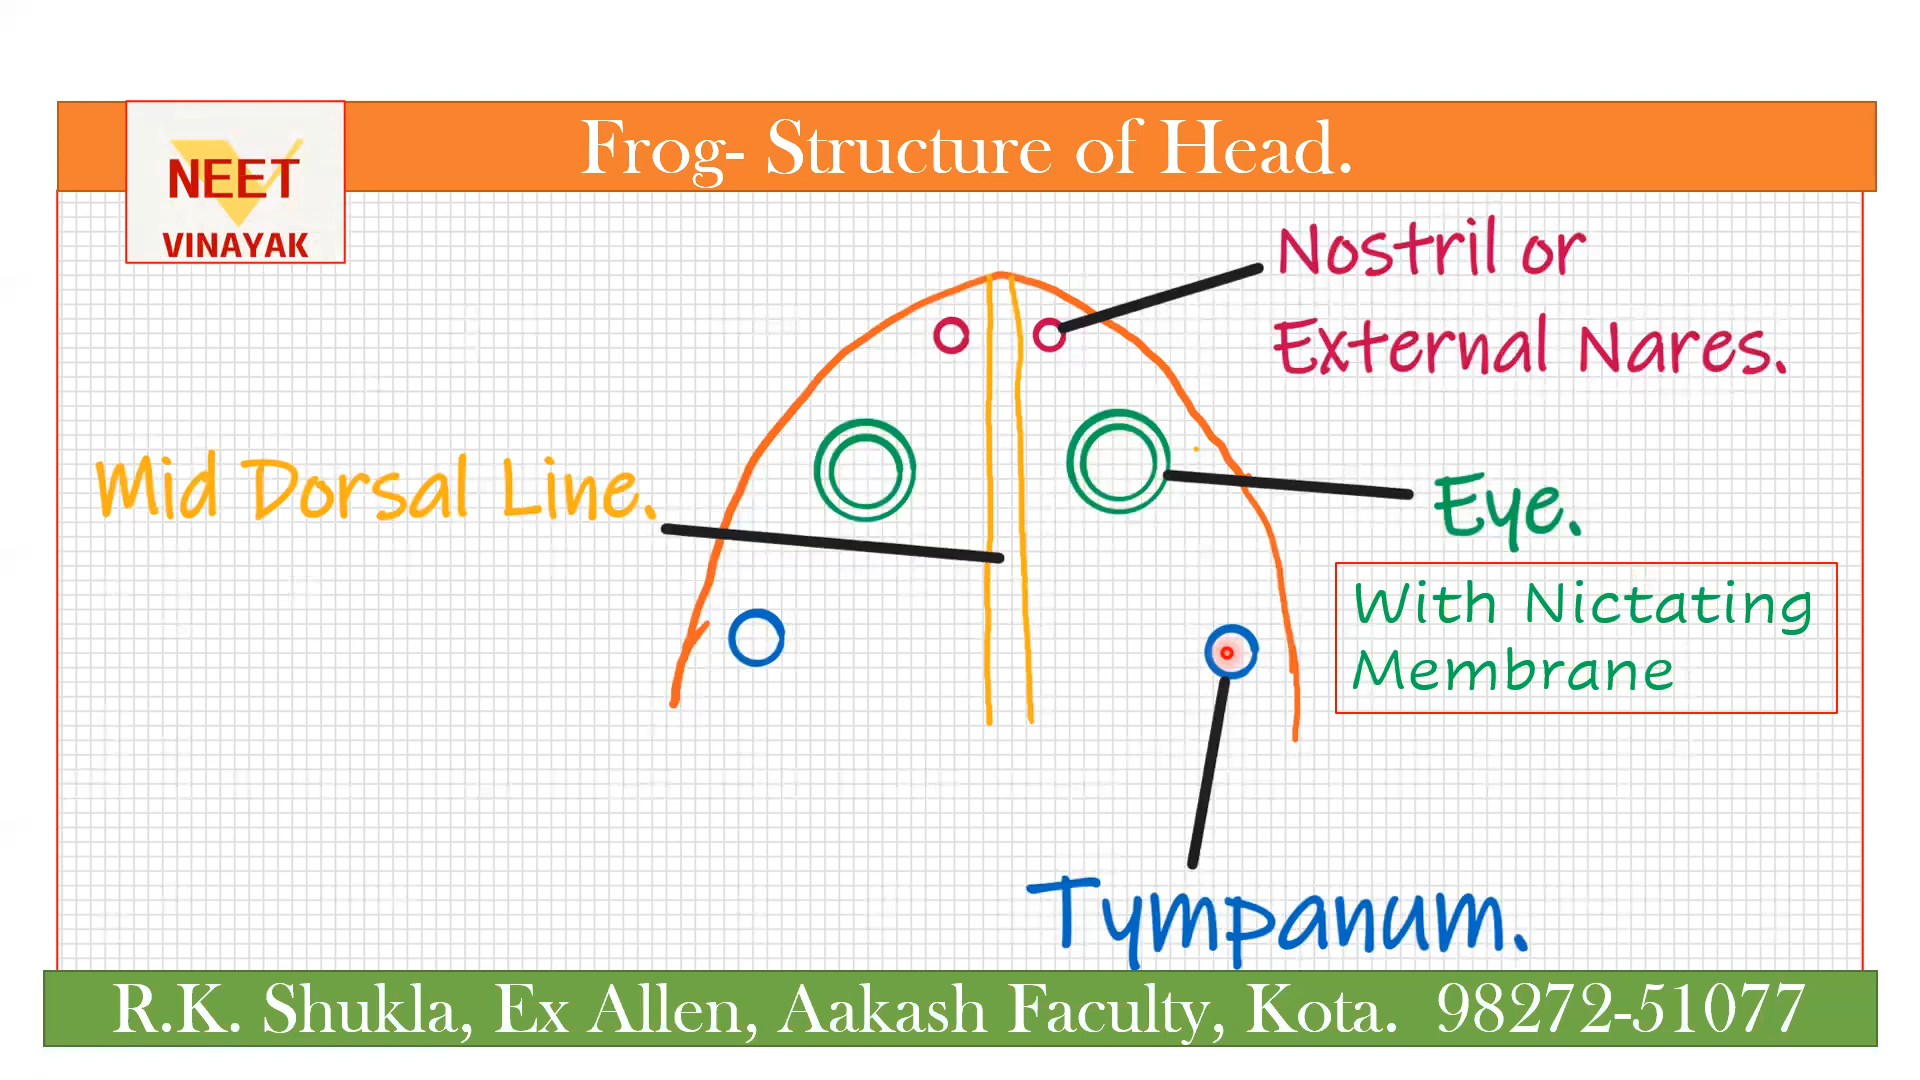 Frog- Structure of Head.
NEET
VINAYAK
Nostril or
External Nares.
Mid Dorsal Line.
Eye.
With Nictating
Membrane
Tympanum.
R.K. Shukla, Ex Allen, Aakash Faculty, Kota. 98272-51077